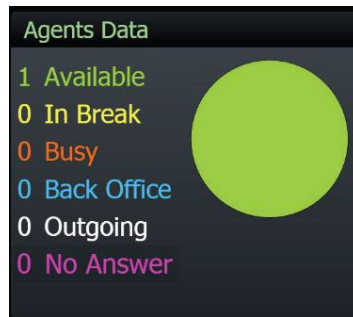 Agents Data
1 Available
0 In Break
0 Busy
0 Back Office
0 Outgoing
0 No Answer